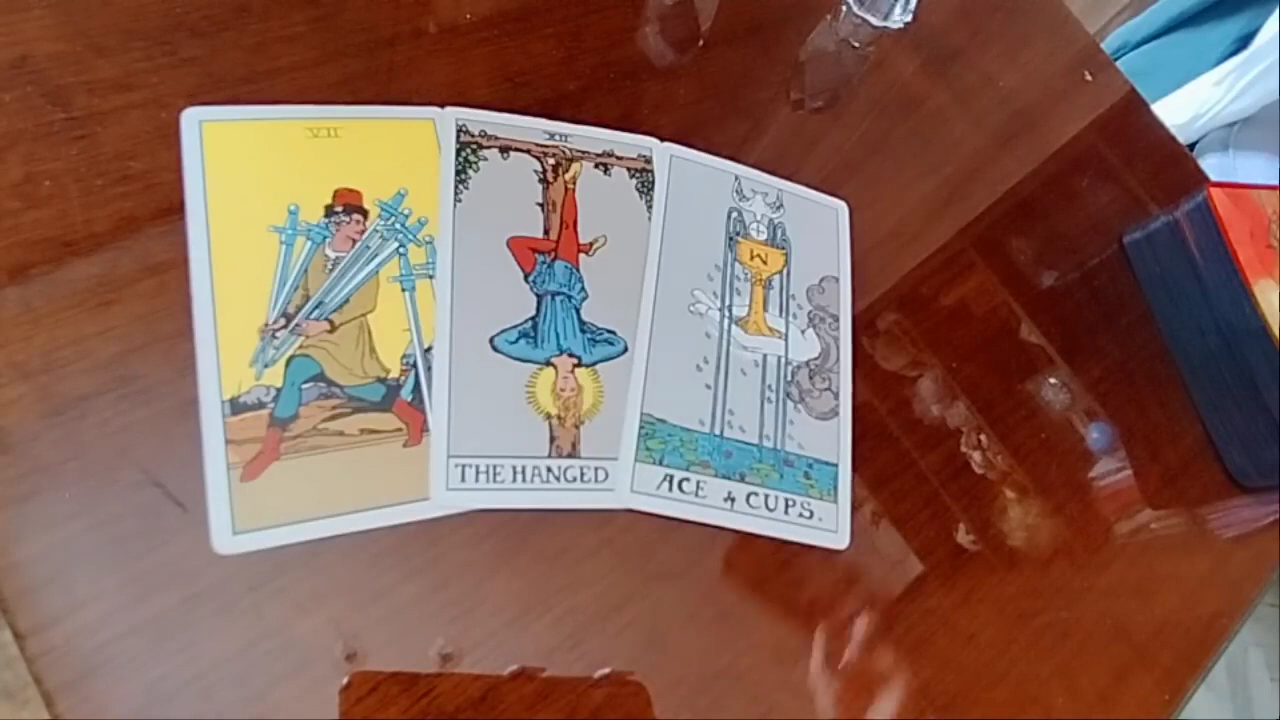 VII
XII
THE HANGED
W
ACE of CUPS.